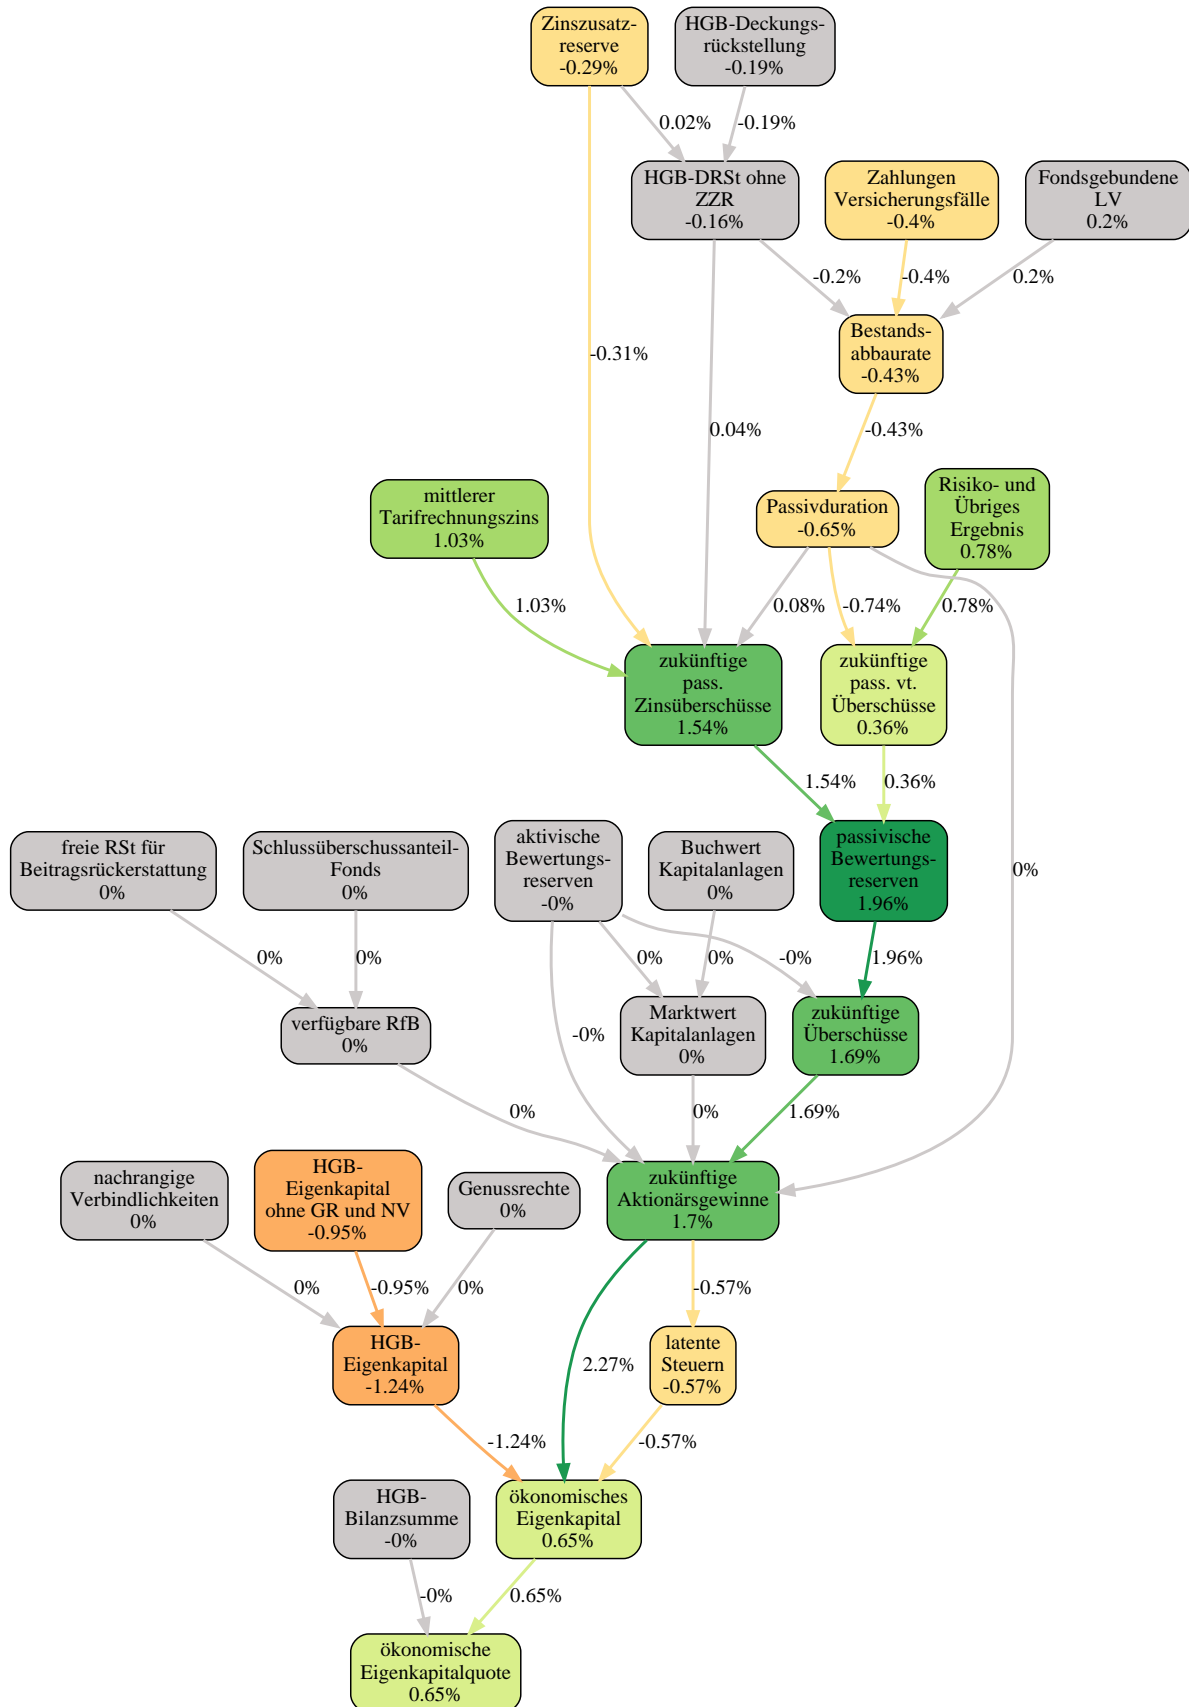 Zinszusatz-
reserve
-0.29%
HGB-Deckungs-
rückstellung
-0.19%
0.02%
-0.19%
HGB-DRSt ohne
ZZR
-0.16%
Zahlungen
Versicherungsfälle
-0.4%
Fondsgebundene
LV
0.2%
-0.2%
-0.4%
0.2%
Bestands-
abbaurate
-0.43%
-0.31%
0.04%
-0.43%
mittlerer
Tarifrechnungszins
1.03%
Passivduration
-0.65%
Risiko- und
Übriges
Ergebnis
0.78%
1.03%
0.08%
-0.74%
0.78%
zukünftige
pass.
Zinsüberschüsse
1.54%
zukünftige
pass. vt.
Überschüsse
0.36%
1.54%
0.36%
freie RSt für
Beitragsrückerstattung
0%
Schlussüberschussanteil-
Fonds
0%
aktivische
Bewertungs-
reserven
-0%
Buchwert
Kapitalanlagen
0%
passivische
Bewertungs-
reserven
1.96%
0%
0%
0%
0%
0%
-0%
1.96%
verfügbare RfB
0%
Marktwert
Kapitalanlagen
0%
zukünftige
Überschüsse
1.69%
-0%
0%
0%
1.69%
nachrangige
Verbindlichkeiten
0%
HGB-
Eigenkapital
ohne GR und NV
-0.95%
Genussrechte
0%
zukünftige
Aktionärsgewinne
1.7%
0%
-0.95%
0%
-0.57%
HGB-
Eigenkapital
-1.24%
2.27%
latente
Steuern
-0.57%
-1.24%
-0.57%
HGB-
Bilanzsumme
-0%
ökonomisches
Eigenkapital
0.65%
-0%
0.65%
ökonomische
Eigenkapitalquote
0.65%